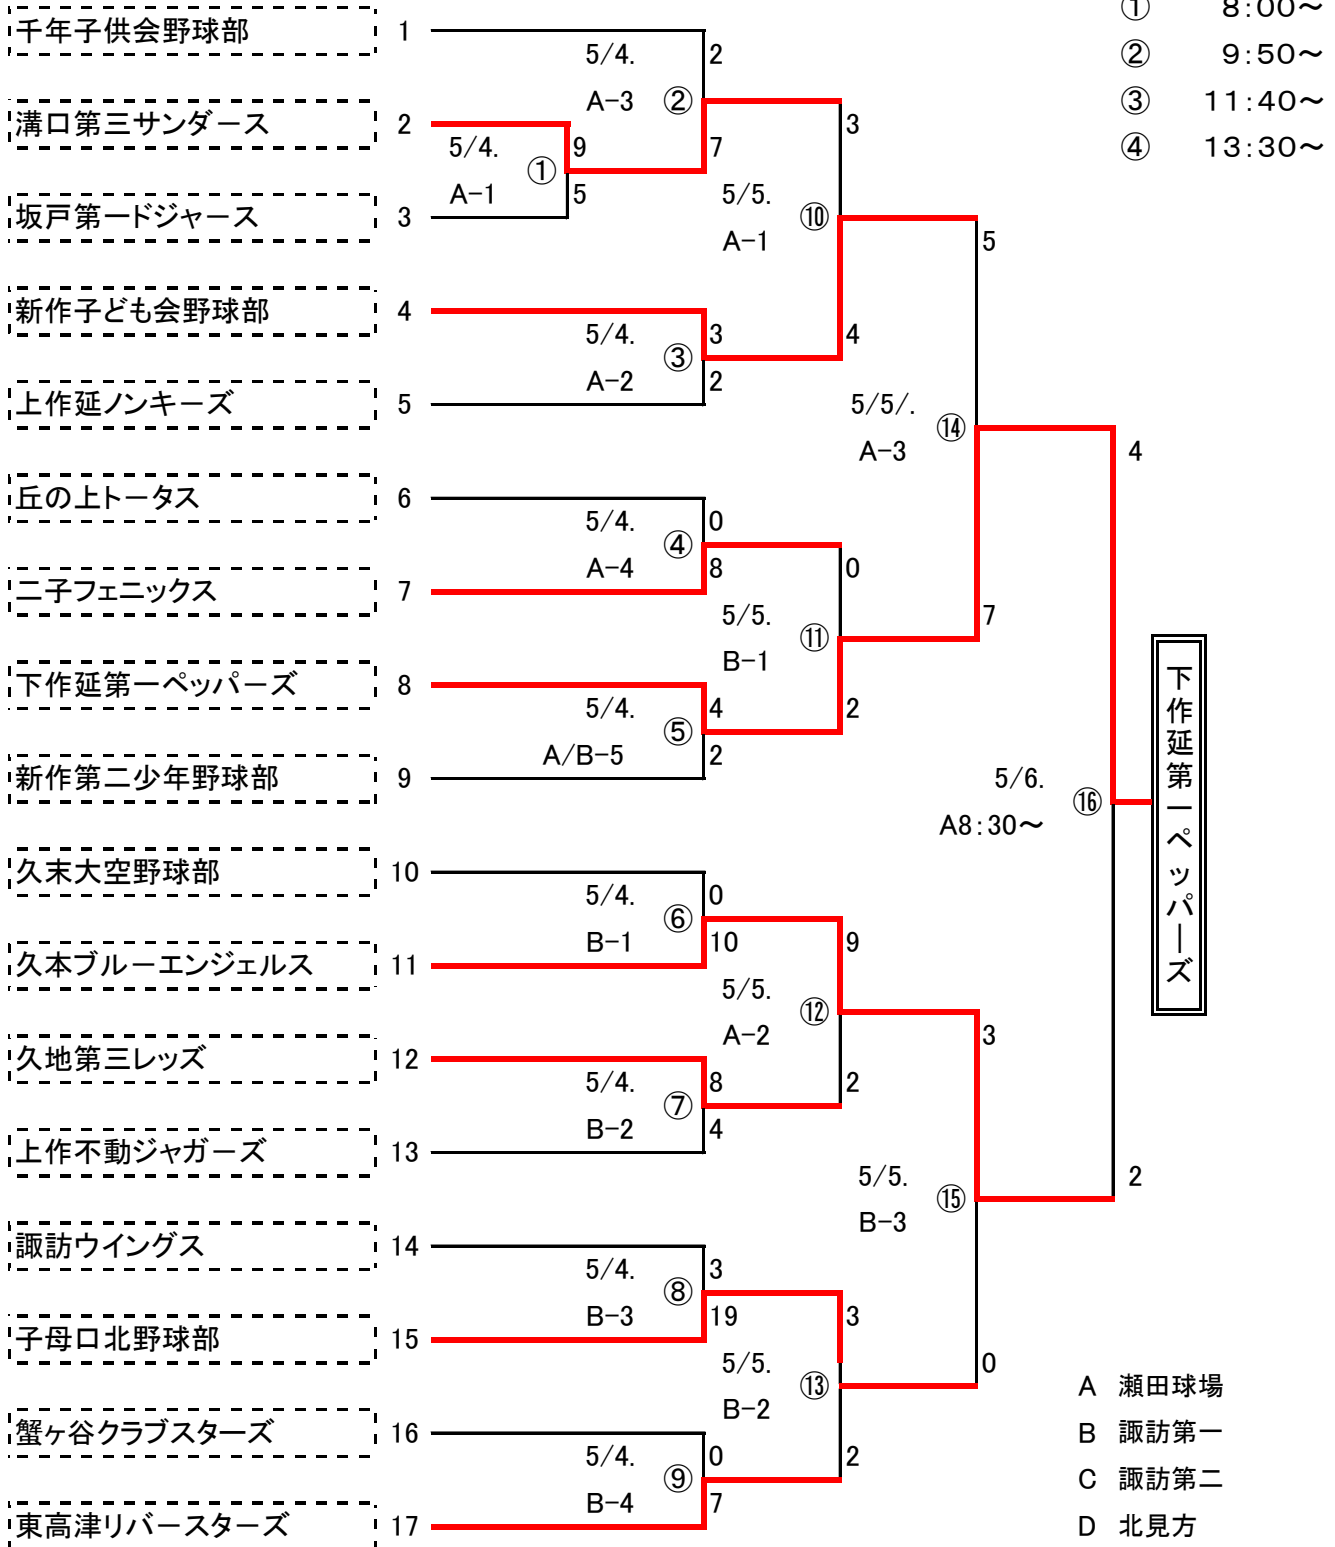 ① 8:00～
② 9:50～
③ 11:40～
④ 13:30～
千年子供会野球部 1
5/4. 2
A-3 ②
溝口第三サンダース 2
3
5/4. 9 7
①
A-1 5
坂戸第一ドジャース 3
5/5. ⑩
A-1 5
新作子ども会野球部 4
5/4. 3 4
③
A-2 2
上作延ノンキーズ 5
5/5/. ⑭
A-3 4
丘の上トータス 6
5/4. 0
④
A-4 8 0
二子フェニックス 7
5/5. ⑪ 7
B-1
下作延第一ペッパーズ 8
5/4. 4 2
⑤
A/B-5 2
新作第二少年野球部 9
5/6. ⑯
A8:30～
下作延第一ペッパーズ
久末大空野球部 10
5/4. 0
⑥
B-1 10 9
久本ブルーエンジェルス 11
5/5. ⑫
A-2 3
久地第三レッズ 12
5/4. 8 2
⑦
B-2 4
上作不動ジャガーズ 13
5/5. ⑮ 2
B-3
諏訪ウイングス 14
5/4. 3
⑧
B-3 19 3
子母口北野球部 15
5/5. ⑬ 0
B-2
蟹ヶ谷クラブスターズ 16
5/4. 0 2
⑨
B-4 7
東高津リバースターズ 17
A 瀬田球場
B 諏訪第一
C 諏訪第二
D 北見方